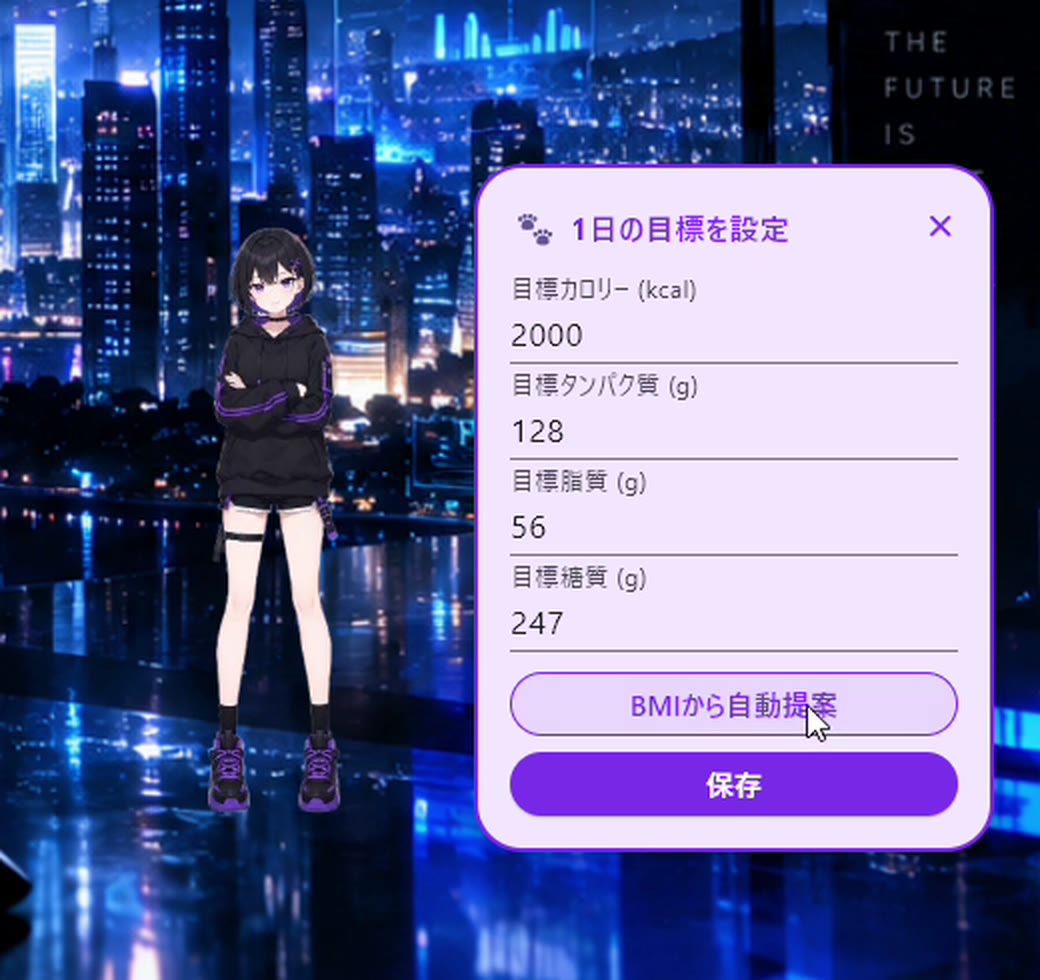 THE
FUTURE
IS
1日の目標を設定
目標カロリー (kcal)
2000
目標タンパク質 (g)
128
目標脂質 (g)
56
目標糖質 (g)
247
BMIから自動提案
保存